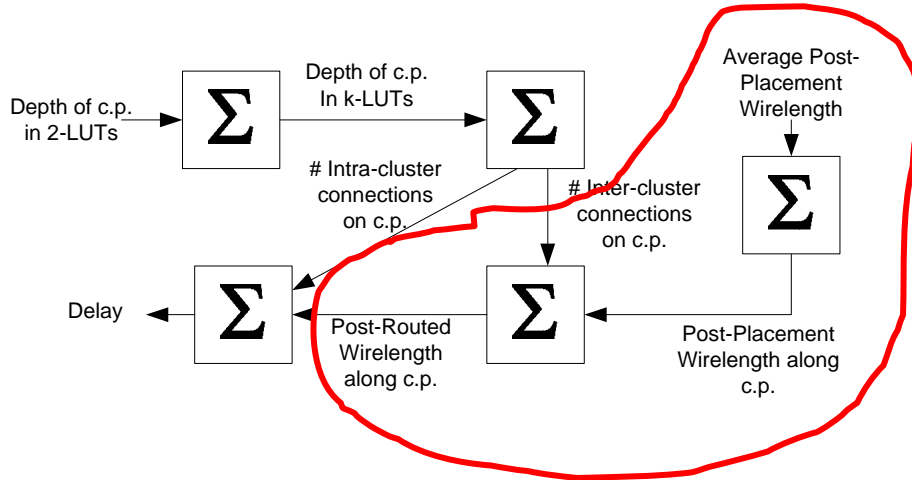 Depth of c.p.
in 2-LUTs
Σ
Depth of c.p.
In k-LUTs
Σ
Average Post-
Placement
Wirelength
Σ
# Intra-cluster
connections
on c.p.
# Inter-cluster
connections
on c.p.
Delay
Σ
Post-Routed
Wirelength
along c.p.
Σ
Post-Placement
Wirelength along
c.p.